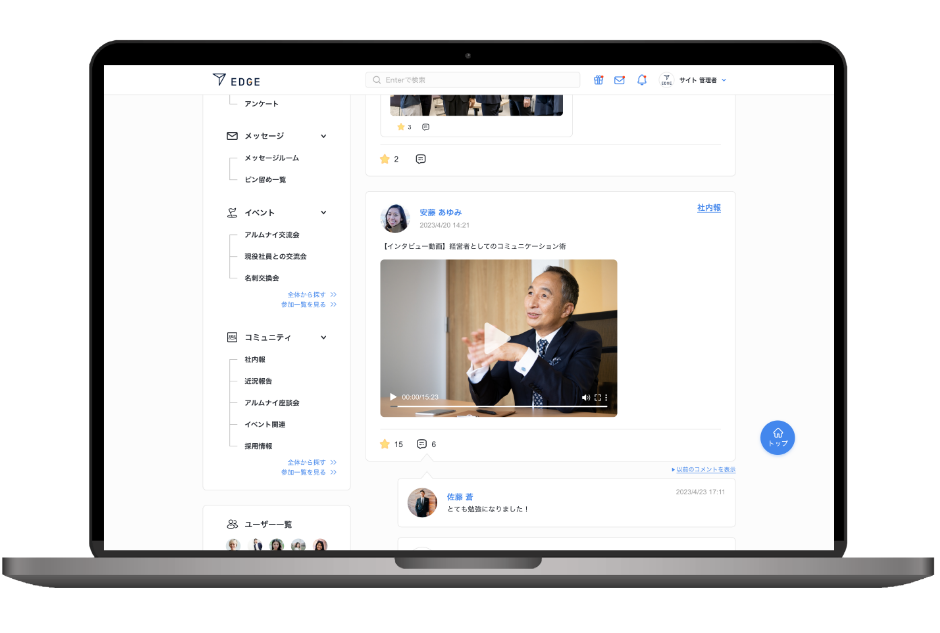 EDGE
Enterで検索
サイト 管理者
アンケート
メッセージ
メッセージルーム
ピン留め一覧
イベント
アルムナイ交流会
現役社員との交流会
名刺交換会
全体から探す >>
参加一覧を見る >>
コミュニティ
社内報
近況報告
アルムナイ座談会
イベント関連
採用情報
全体から探す >>
参加一覧を見る >>
ユーザー一覧
3
2
安藤 あゆみ
2023/4/20 14:21
社内報
【インタビュー動画】経営者としてのコミュニケーション術
00:00/15:23
15
6
以前のコメントを表示
佐藤 蒼
2023/4/23 17:11
とても勉強になりました！
トップ